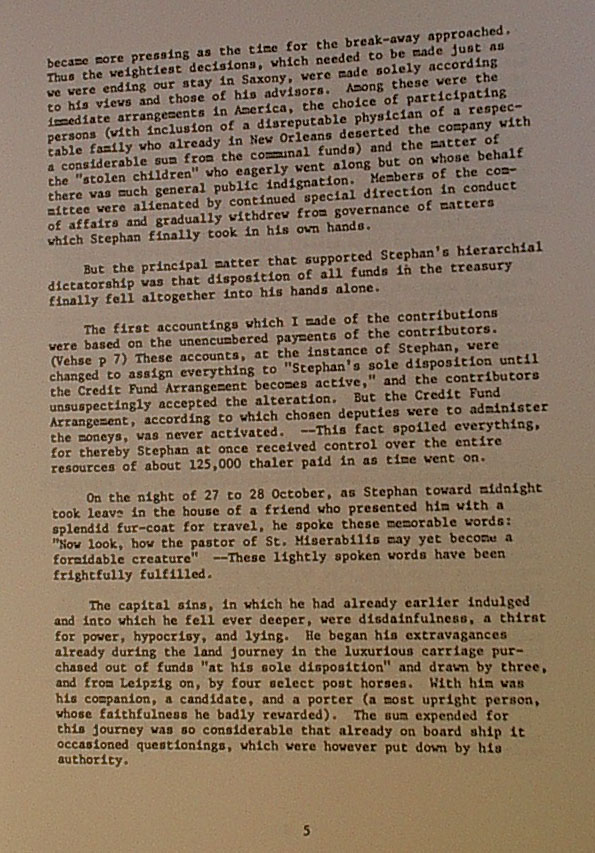 became more pressing as the time for the break-away approached.
Thus the weightiest decisions, which needed to be made just as
we were ending our stay in Saxony, were made solely according
to his views and those of his advisors. Among these were the
immediate arrangements in America, the choice of participating
persons (with inclusion of a disreputable physician of a respec-
table family who already in New Orleans deserted the company with
a considerable sum from the communal funds) and the matter of
the "stolen children" who eagerly went along but on whose behalf
there was much general public indignation. Members of the com-
mittee were alienated by continued special direction in conduct
of affairs and gradually withdrew from governance of matters
which Stephan finally took in his own hands.
But the principal matter that supported Stephan's hierarchial
dictatorship was that disposition of all funds in the treasury
finally fell altogether into his hands alone.
The first accountings which I made of the contributions
were based on the unencumbered payments of the contributors.
(Vehse p 7) These accounts, at the instance of Stephan, were
changed to assign everything to "Stephan's sole disposition until
the Credit Fund Arrangement becomes active," and the contributors
unsuspectingly accepted the alteration. But the Credit Fund
Arrangement, according to which chosen deputies were to administer
the moneys, was never activated. --This fact spoiled everything,
for thereby Stephan at once received control over the entire
resources of about 125,000 thaler paid in as time went on.
On the night of 27 to 28 October, as Stephan toward midnight
took leave in the house of a friend who presented him with a
splendid fur-coat for travel, he spoke these memorable words:
"Now look, how the pastor of St. Miserabilis may yet become a
formidable creature" --These lightly spoken words have been
frightfully fulfilled.
The capital sins, in which he had already earlier indulged
and into which he fell ever deeper, were disdainfulness, a thirst
for power, hypocrisy, and lying. He began his extravagances
already during the land journey in the luxurious carriage pur-
chased out of funds "at his sole disposition" and drawn by three,
and from Leipzig on, by four select post horses. With him was
his companion, a candidate, and a porter (a most upright person,
whose faithfulness he badly rewarded). The sum expended for
this journey was so considerable that already on board ship it
occasioned questionings, which were however put down by his
authority.
5